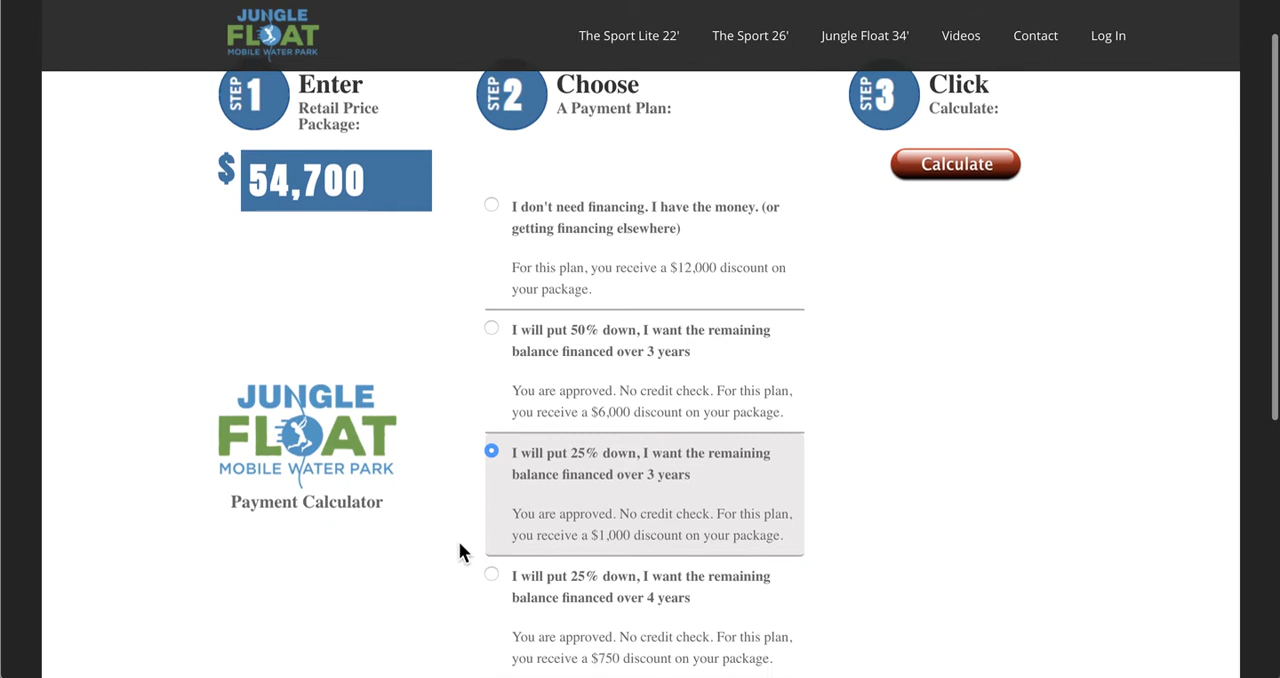 JUNGLE
FLOAT
MOBILE WATER PARK
The Sport Lite 22'
The Sport 26'
Jungle Float 34'
Videos
Contact
Log In
STEP 1
Enter
Retail Price
Package:
$ 54,700
STEP 2
Choose
A Payment Plan:
STEP 3
Click
Calculate:
Calculate
I don't need financing. I have the money. (or
getting financing elsewhere)
For this plan, you receive a $12,000 discount on
your package.
I will put 50% down, I want the remaining
balance financed over 3 years
You are approved. No credit check. For this plan,
you receive a $6,000 discount on your package.
I will put 25% down, I want the remaining
balance financed over 3 years
You are approved. No credit check. For this plan,
you receive a $1,000 discount on your package.
I will put 25% down, I want the remaining
balance financed over 4 years
You are approved. No credit check. For this plan,
you receive a $750 discount on your package.
JUNGLE
FLOAT
MOBILE WATER PARK
Payment Calculator